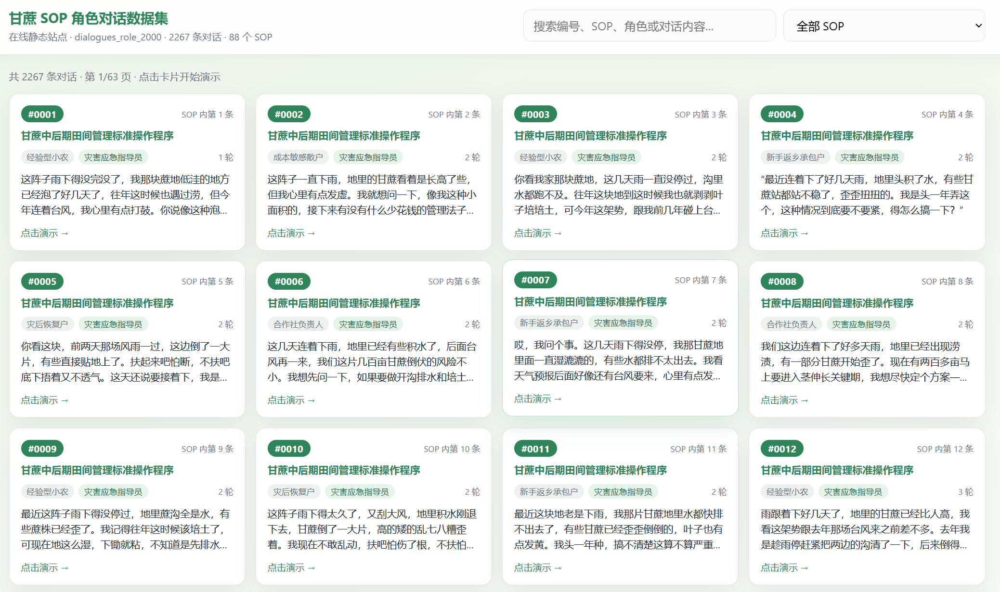 甘蔗 SOP 角色对话数据集
在线静态站点 · dialogues_role_2000 · 2267 条对话 · 88 个 SOP
搜索编号、SOP、角色或对话内容...
全部 SOP
共 2267 条对话 · 第 1/63 页 · 点击卡片开始演示
#0001
SOP 内第 1 条
甘蔗中后期田间管理标准操作程序
经验型小农
灾害应急指导员
1 轮
这阵子雨下得没完没了，我那块蔗地低洼的地方
已经泡了好几天了，往年这时候也遇过涝，但今
年连着台风，我心里有点打鼓。你说像这种泡...
点击演示 →
#0002
SOP 内第 2 条
甘蔗中后期田间管理标准操作程序
成本敏感散户
灾害应急指导员
2 轮
这阵子一直下雨，地里的甘蔗看着是长高了些，
但我心里有点发虚。我就想问一下，像我这种小
面积的，接下来有没有什么少花钱的管理法子...
点击演示 →
#0003
SOP 内第 3 条
甘蔗中后期田间管理标准操作程序
经验型小农
灾害应急指导员
2 轮
你看我家那块蔗地，这几天雨一直没停过，沟里
水都跑不及。往年这块地到这时候我也就剥剥叶
子培培土，可今年这架势，跟我前几年碰上台...
点击演示 →
#0004
SOP 内第 4 条
甘蔗中后期田间管理标准操作程序
新手返乡承包户
灾害应急指导员
2 轮
“最近连着下了好几天雨，地里头积了水，有些甘
蔗站都站不稳了，歪歪扭扭的。我是头一年弄这
个，这种情况到底要不要紧，得怎么搞一下？”
点击演示 →
#0005
SOP 内第 5 条
甘蔗中后期田间管理标准操作程序
灾后恢复户
灾害应急指导员
2 轮
你看这块，前两天那场风雨一过，这边倒了一大
片，有些直接贴地上了。扶起来吧怕断，不扶吧
底下捂着又不透气。这天还说要接着下，我是...
点击演示 →
#0006
SOP 内第 6 条
甘蔗中后期田间管理标准操作程序
合作社负责人
灾害应急指导员
2 轮
这几天连着下雨，地里已经有些积水了，后面台
风再一来，我们这片几百亩甘蔗倒伏的风险不
小。我想先问一下，如果要做开沟排水和培土...
点击演示 →
#0007
SOP 内第 7 条
甘蔗中后期田间管理标准操作程序
新手返乡承包户
灾害应急指导员
2 轮
哎，我问个事。这几天雨下得没停，我那甘蔗地
里面一直湿漉漉的，有些水都排不太出去。我看
天气预报后面好像还有台风要来，心里有点发...
点击演示 →
#0008
SOP 内第 8 条
甘蔗中后期田间管理标准操作程序
合作社负责人
灾害应急指导员
2 轮
我们这边连着下了好多天雨，地里已经出现涝
渍，有一部分甘蔗开始歪了。现在有两百多亩马
上要进入茎伸长关键期，我想尽快定个方案—...
点击演示 →
#0009
SOP 内第 9 条
甘蔗中后期田间管理标准操作程序
经验型小农
灾害应急指导员
2 轮
最近这阵子雨下得没停过，地里蔗沟全是水，有
些蔗株已经歪了。我记得往年这时候该培土了，
可现在地这么湿，下锄就粘，不知道是先排水...
点击演示 →
#0010
SOP 内第 10 条
甘蔗中后期田间管理标准操作程序
灾后恢复户
灾害应急指导员
2 轮
这阵子雨下得太久了，又刮大风，地里积水刚退
下去，甘蔗倒了一大片，高的矮的乱七八糟歪
着。我现在不敢乱动，扶吧怕伤了根，不扶怕...
点击演示 →
#0011
SOP 内第 11 条
甘蔗中后期田间管理标准操作程序
新手返乡承包户
灾害应急指导员
2 轮
最近这块地老是下雨，我那片甘蔗地里水都快排
不出去了，有些甘蔗已经歪歪倒倒的，叶子也有
点发黄。我头一年种，搞不清楚这算不算严重...
点击演示 →
#0012
SOP 内第 12 条
甘蔗中后期田间管理标准操作程序
经验型小农
灾害应急指导员
3 轮
雨跟着下好几天了，地里的甘蔗已经比人高，我
看这架势跟去年那场台风来之前差不多。去年我
是趁雨停赶紧把两边的沟清了一下，后来倒得...
点击演示 →